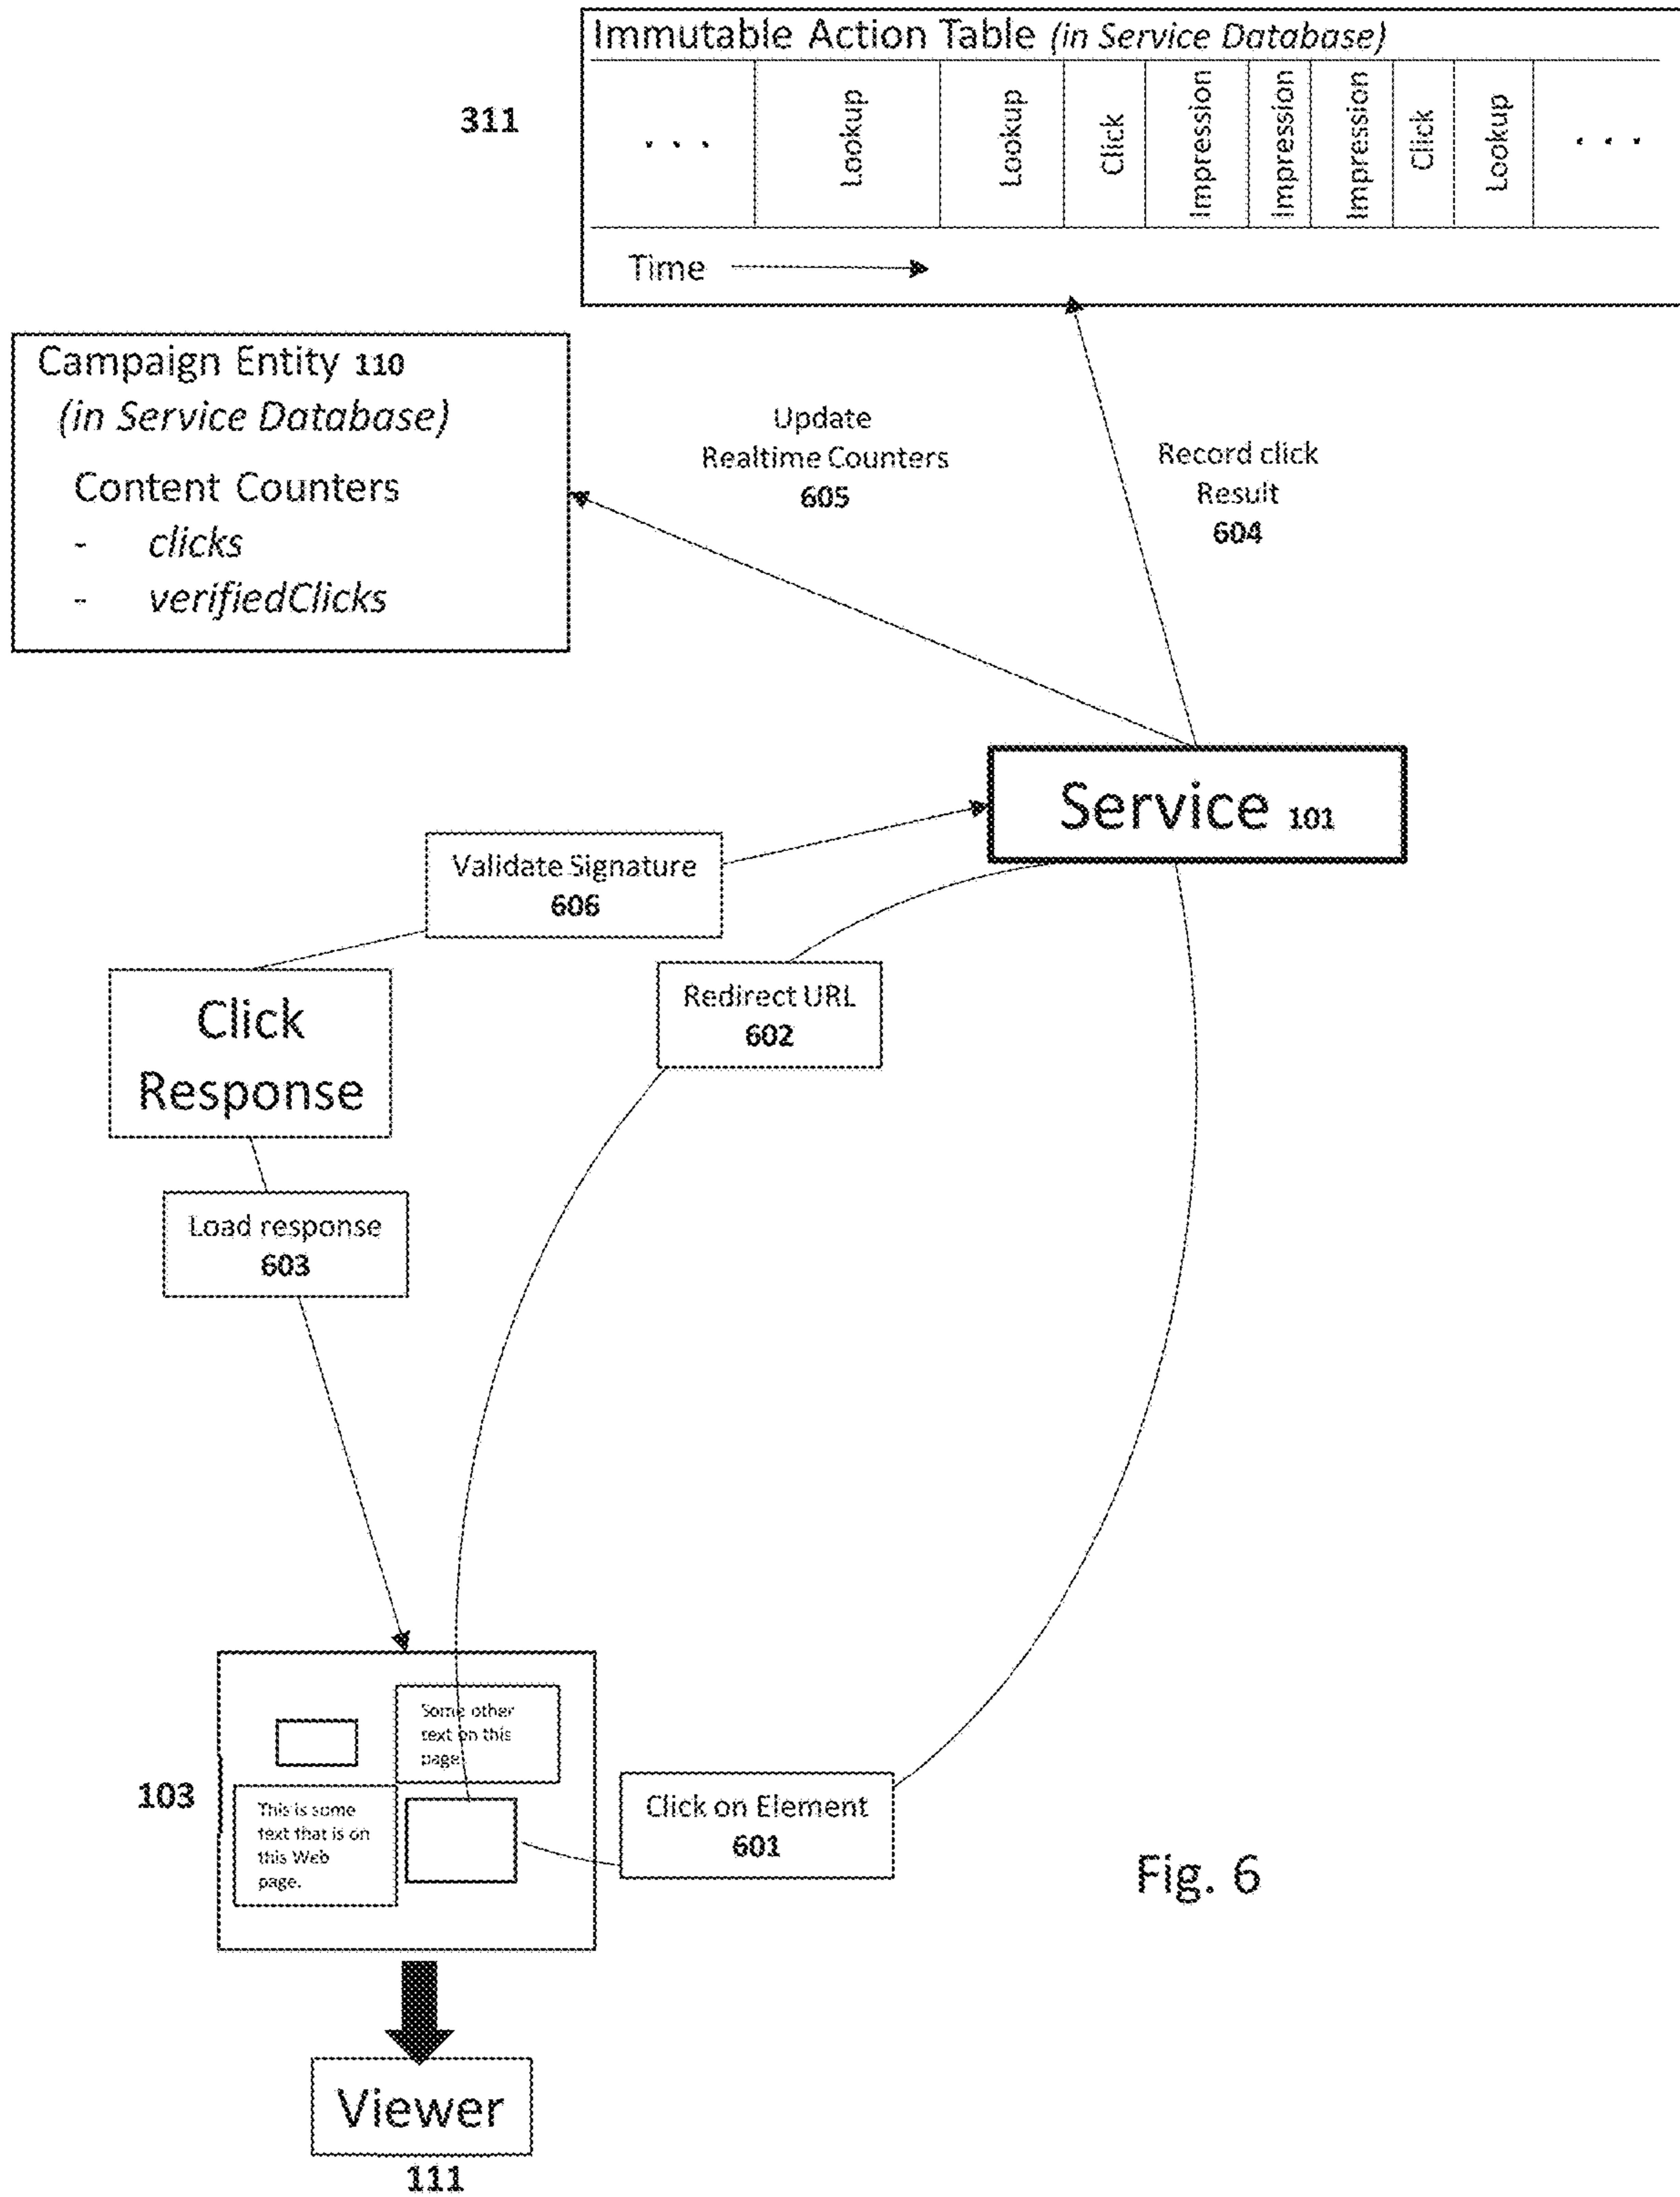 Immutable Action Table (in Service Database)
311
. . .
Lookup
Lookup
Click
Impression
Impression
Impression
Click
Lookup
. . .
Time
Campaign Entity 110
(in Service Database)
Content Counters
- clicks
- verifiedClicks
Update
Realtime Counters
605
Record click
Result
604
Service 101
Validate Signature
606
Redirect URL
602
Click
Response
Load response
603
Some other
text on this
page.
103
This is some
text that is on
this Web
page.
Click on Element
601
Fig. 6
Viewer
111